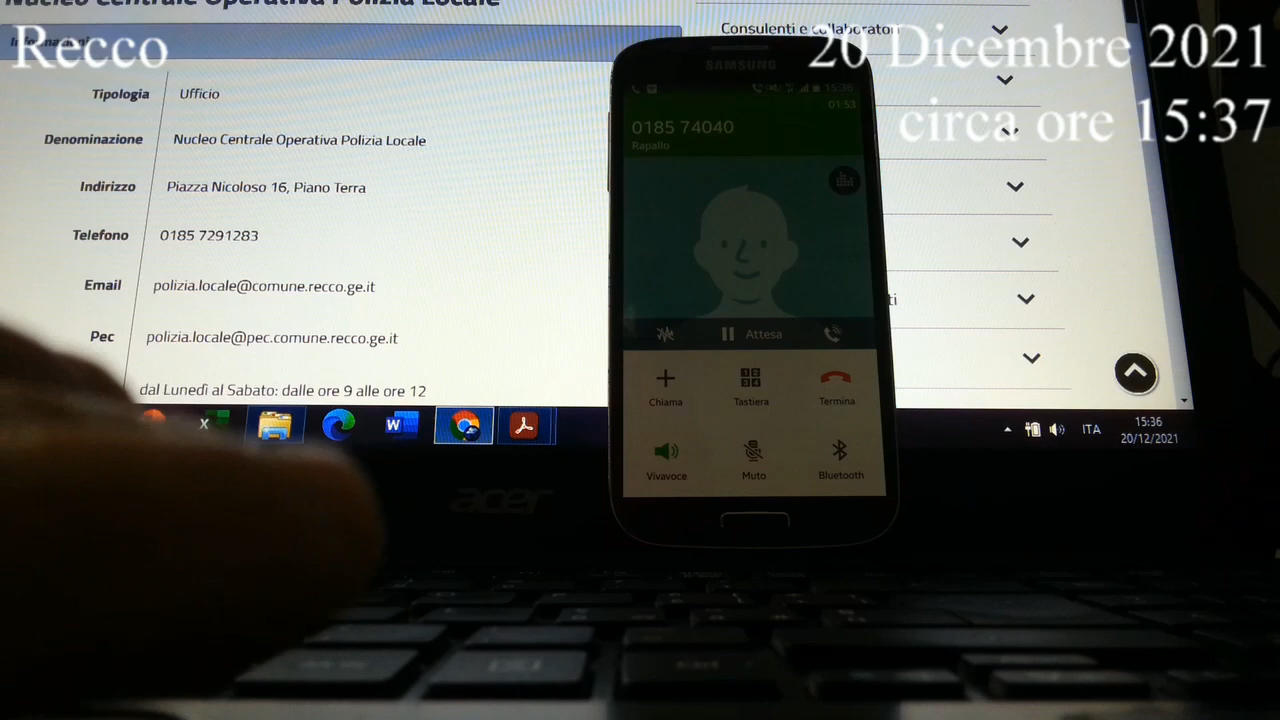 Nucleo Centrale Operativa Polizia Locale
Recco
20 Dicembre 2021
circa ore 15:37
Informazioni
Tipologia Ufficio
Denominazione Nucleo Centrale Operativa Polizia Locale
Indirizzo Piazza Nicoloso 16, Piano Terra
Telefono 0185 7291283
Email polizia.locale@comune.recco.ge.it
Pec polizia.locale@pec.comune.recco.ge.it
dal Lunedì al Sabato: dalle ore 9 alle ore 12
Consulenti e collaboratori
ti
SAMSUNG
15:36
01:53
0185 74040
Rapallo
Attesa
Chiama Tastiera Termina
Vivavoce Muto Bluetooth
ITA
15:36
20/12/2021
acer